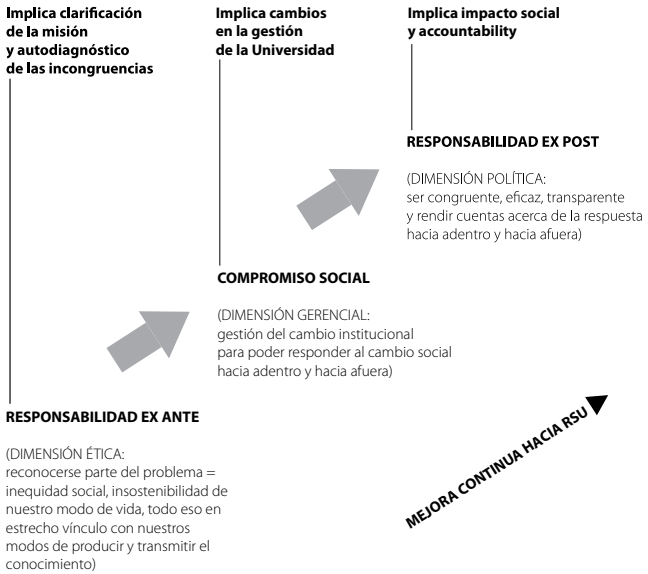 Implica clarificación
de la misión
y autodiagnóstico
de las incongruencias
Implica cambios
en la gestión
de la Universidad
Implica impacto social
y accountability
RESPONSABILIDAD EX POST
(DIMENSIÓN POLÍTICA:
ser congruente, eficaz, transparente
y rendir cuentas acerca de la respuesta
hacia adentro y hacia afuera)
COMPROMISO SOCIAL
(DIMENSIÓN GERENCIAL:
gestión del cambio institucional
para poder responder al cambio social
hacia adentro y hacia afuera)
RESPONSABILIDAD EX ANTE
(DIMENSIÓN ÉTICA:
reconocerse parte del problema =
inequidad social, insostenibilidad de
nuestro modo de vida, todo eso en
estrecho vínculo con nuestros
modos de producir y transmitir el
conocimiento)
MEJORA CONTINUA HACIA RSU